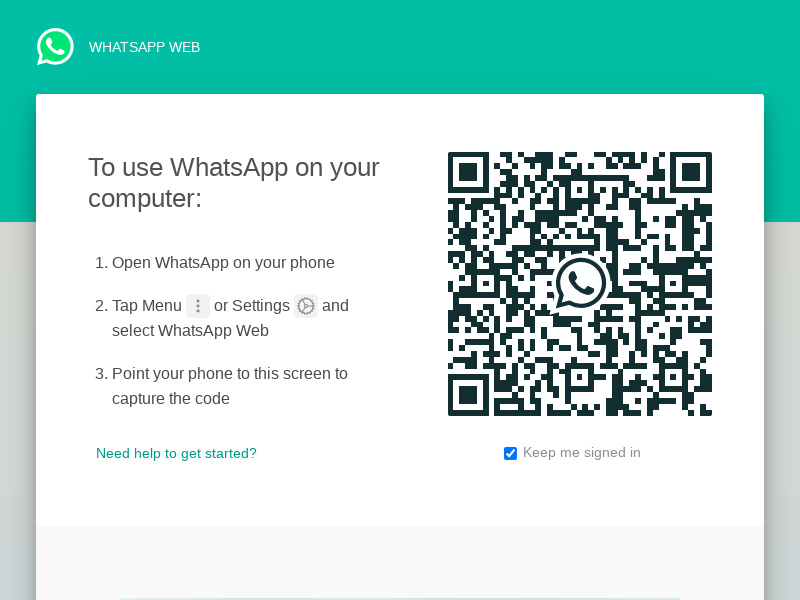 WHATSAPP WEB
To use WhatsApp on your
computer:
1. Open WhatsApp on your phone
2. Tap Menu or Settings and
select WhatsApp Web
3. Point your phone to this screen to
capture the code
Need help to get started?
Keep me signed in